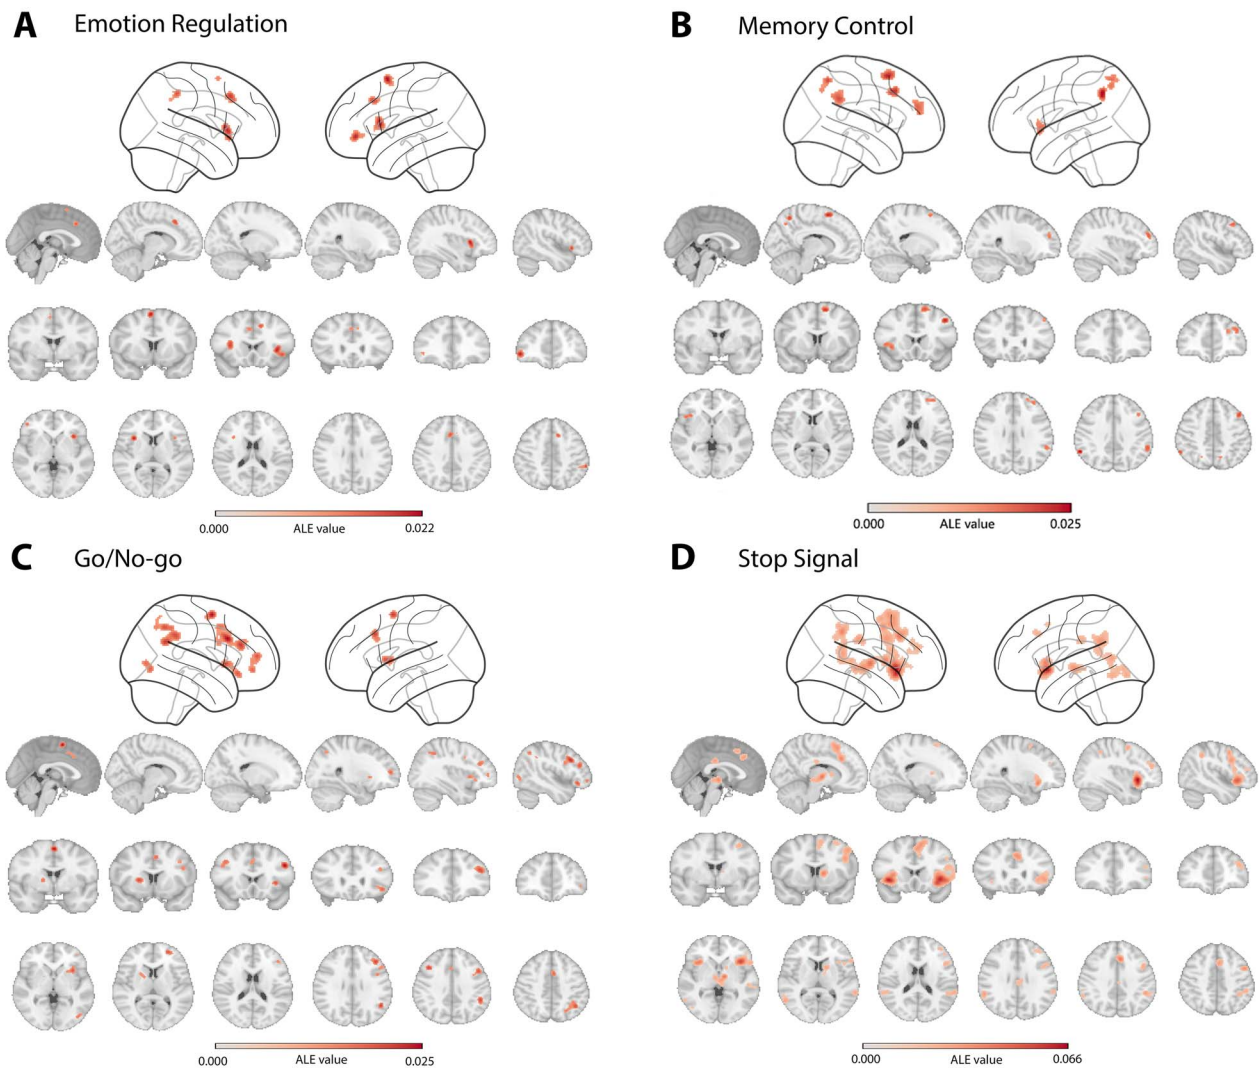 A Emotion Regulation
B Memory Control
0.000 ALE value 0.022
0.000 ALE value 0.025
C Go/No-go
D Stop Signal
0.000 ALE value 0.025
0.000 ALE value 0.066